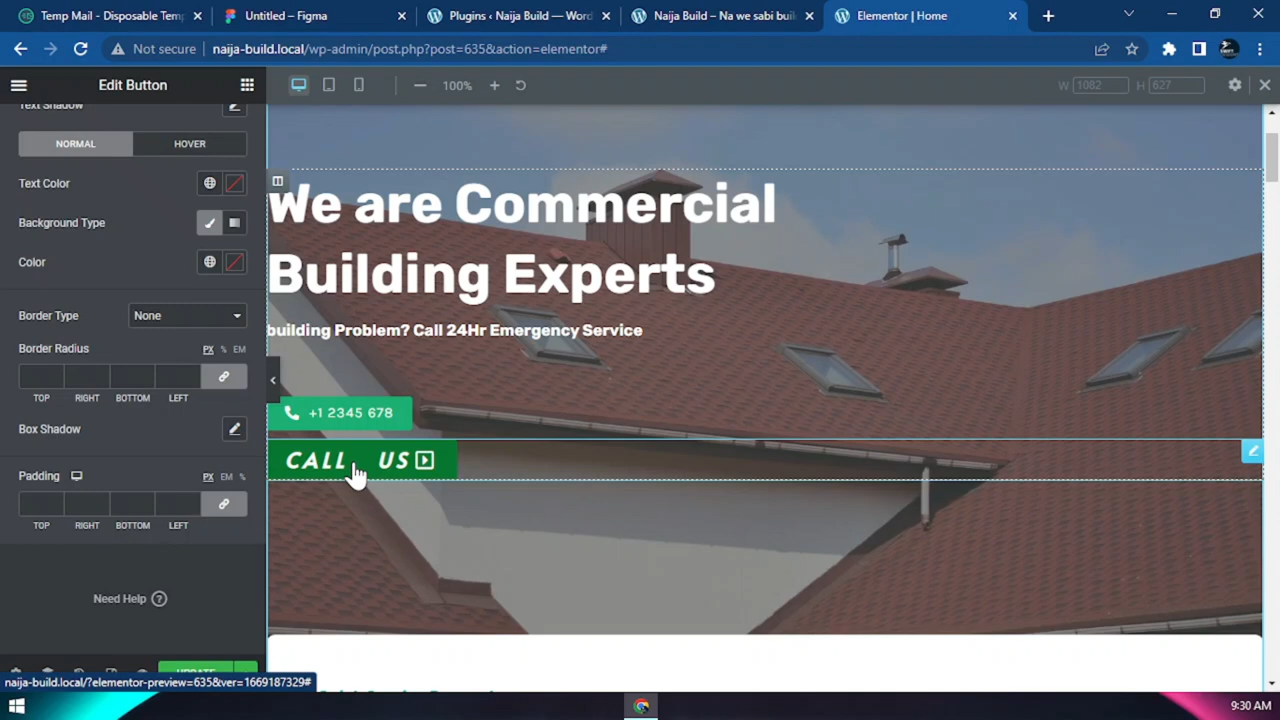 Temp Mail - Disposable Temp
Untitled – Figma
Plugins ‹ Naija Build — Word
Naija Build – Na we sabi buil
Elementor | Home
Not secure
naija-build.local/wp-admin/post.php?post=635&action=elementor#
Edit Button
100%
W 1082
H 627
Text Shadow
NORMAL
HOVER
Text Color
Background Type
Color
Border Type
None
Border Radius
PX % EM
TOP RIGHT BOTTOM LEFT
Box Shadow
Padding
PX EM %
TOP RIGHT BOTTOM LEFT
Need Help
UPDATE
We are Commercial
Building Experts
building Problem? Call 24Hr Emergency Service
+1 2345 678
CALL US
naija-build.local/?elementor-preview=635&ver=1669187329#
9:30 AM